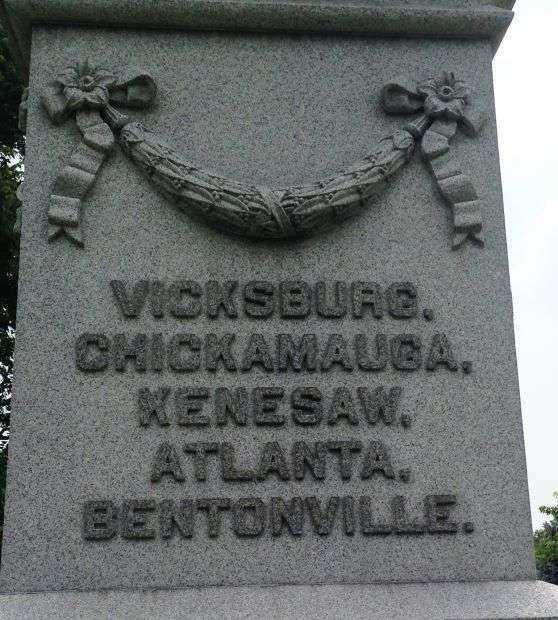 VICKSBURG,
CHICKAMAUGA,
KENESAW,
ATLANTA,
BENTONVILLE.